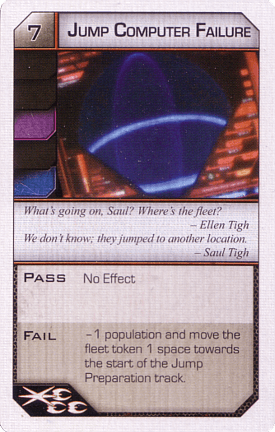 7 JUMP COMPUTER FAILURE
What's going on, Saul? Where's the fleet?
– Ellen Tigh
We don't know; they jumped to another location.
– Saul Tigh
PASS No Effect
FAIL -1 population and move the
fleet token 1 space towards
the start of the Jump
Preparation track.